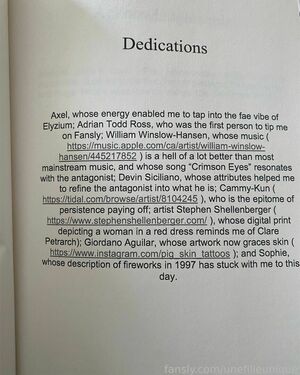 Dedications
Axel, whose energy enabled me to tap into the fae vibe of
Elyzium; Adrian Todd Ross, who was the first person to tip me
on Fansly; William Winslow-Hansen, whose music (
https://music.apple.com/ca/artist/william-winslow-
hansen/445217852 ) is a hell of a lot better than most
mainstream music, and whose song “Crimson Eyes” resonates
with the antagonist; Devin Siciliano, whose attributes helped me
to refine the antagonist into what he is; Cammy-Kun (
https://tidal.com/browse/artist/8104245 ), who is the epitome of
persistence paying off; artist Stephen Shellenberger (
https://www.stephenshellenberger.com/ ), whose digital print
depicting a woman in a red dress reminds me of Clare
Petrarch); Giordano Aguilar, whose artwork now graces skin (
https://www.instagram.com/pig_skin_tattoos ); and Sophie,
whose description of fireworks in 1997 has stuck with me to this
day.